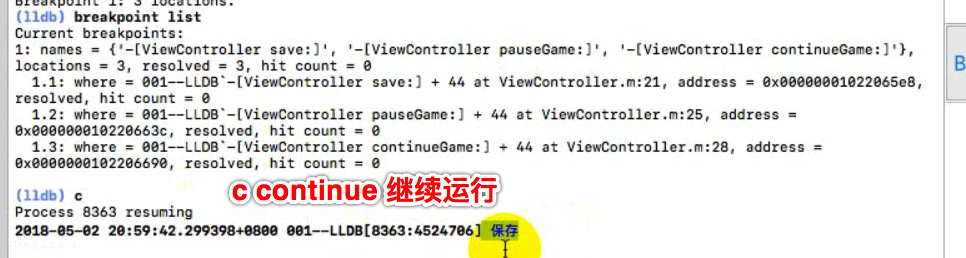 Breakpoint 1: 3 locations.
(lldb) breakpoint list
Current breakpoints:
1: names = {'-[ViewController save:]', '-[ViewController pauseGame:]', '-[ViewController continueGame:]'},
locations = 3, resolved = 3, hit count = 0
1.1: where = 001--LLDB`-[ViewController save:] + 44 at ViewController.m:21, address = 0x00000001022065e8,
resolved, hit count = 0
1.2: where = 001--LLDB`-[ViewController pauseGame:] + 44 at ViewController.m:25, address =
0x000000010220663c, resolved, hit count = 0
1.3: where = 001--LLDB`-[ViewController continueGame:] + 44 at ViewController.m:28, address =
0x0000000102206690, resolved, hit count = 0
(lldb) c
c continue 继续运行
Process 8363 resuming
2018-05-02 20:59:42.299398+0800 001--LLDB[8363:4524706] 保存
B